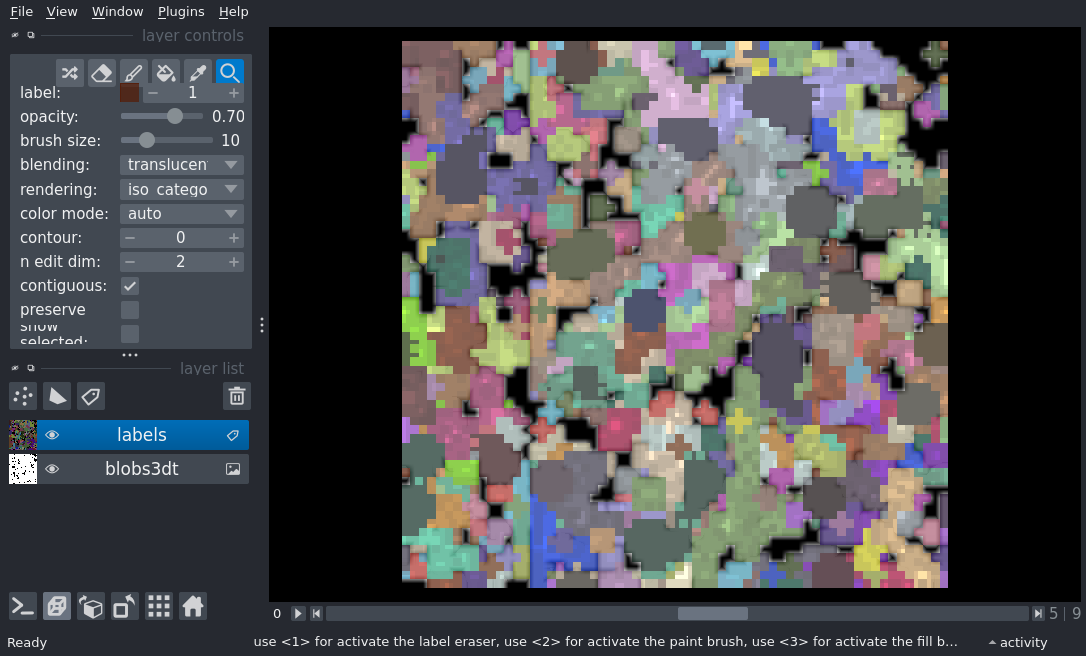 File View Window Plugins Help
layer controls
label: 1
opacity: 0.70
brush size: 10
blending: translucen
rendering: iso_catego
color mode: auto
contour: 0
n edit dim: 2
contiguous:
preserve
show
selected:
layer list
labels
blobs3dt
0 5 | 9
Ready use <1> for activate the label eraser, use <2> for activate the paint brush, use <3> for activate the fill b... activity